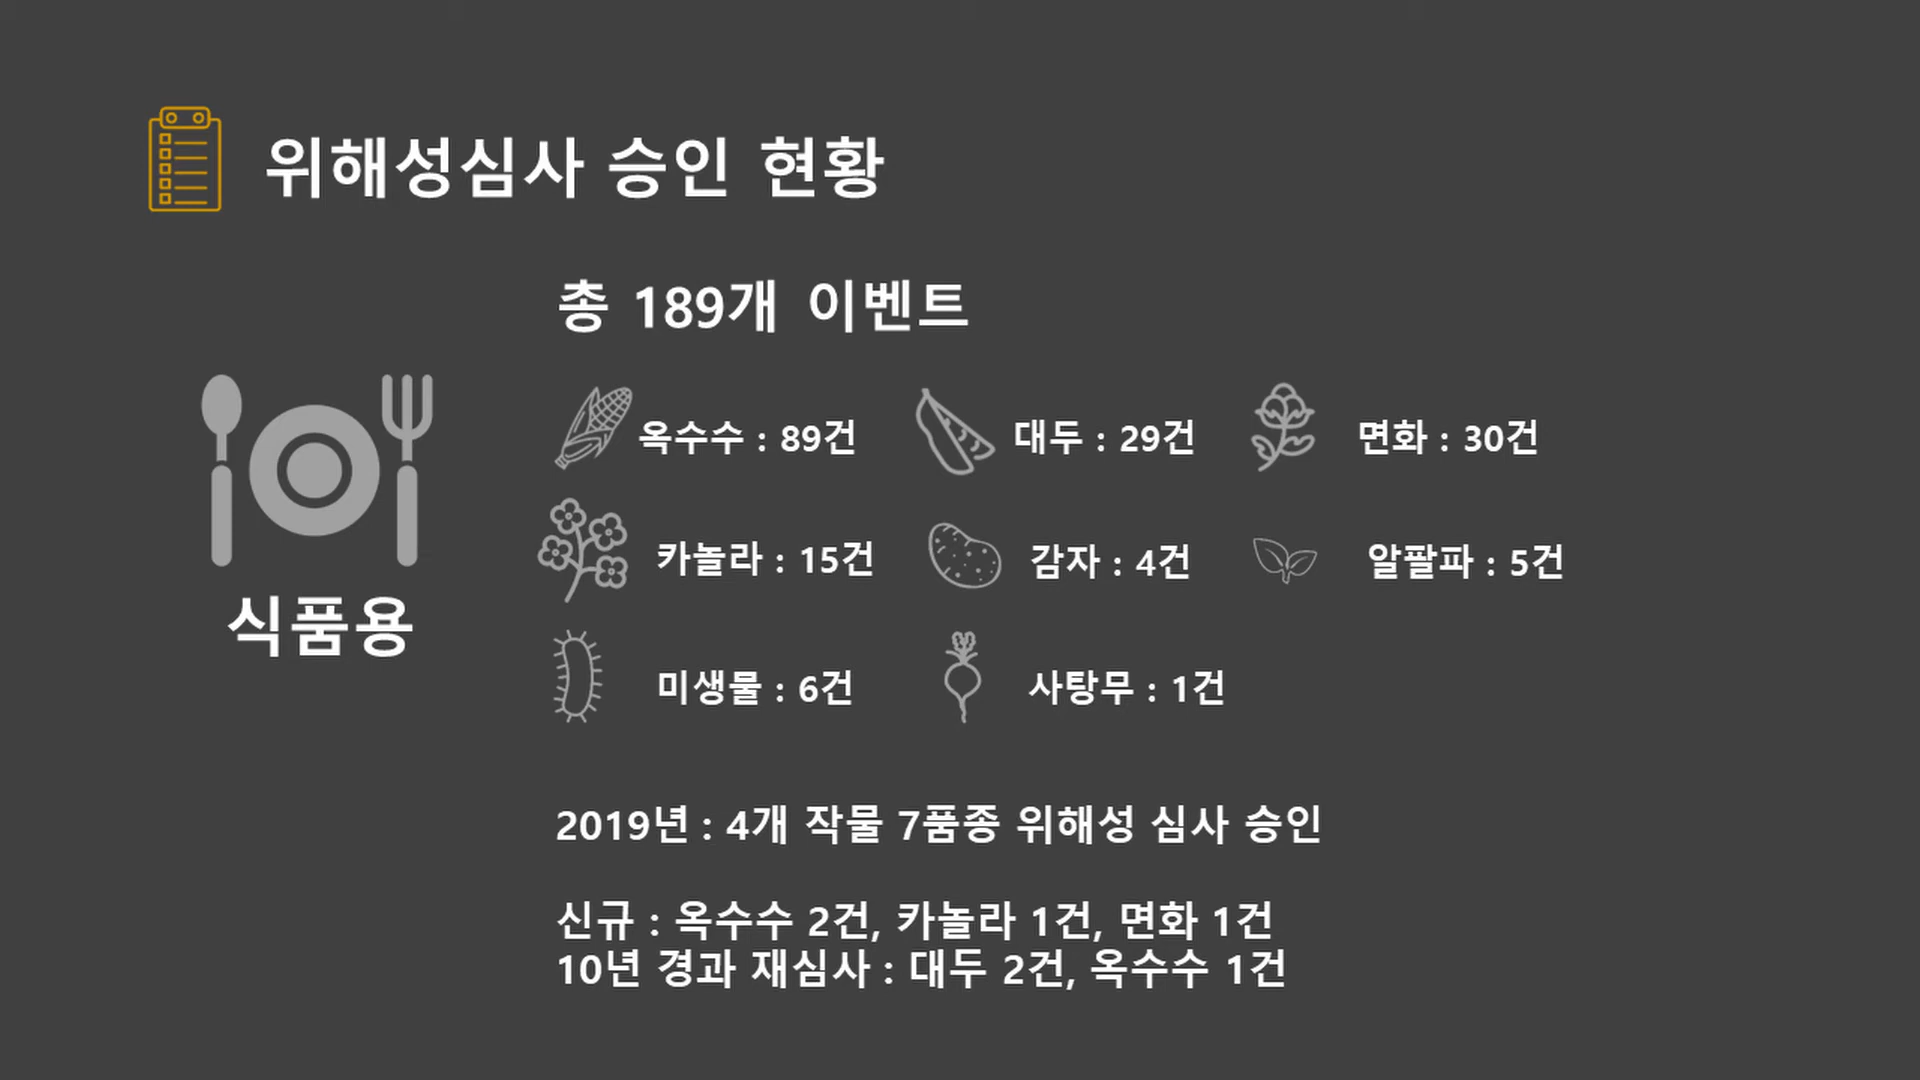 위해성심사 승인 현황
총 189개 이벤트
옥수수 : 89건
대두 : 29건
면화 : 30건
카놀라 : 15건
감자 : 4건
알팔파 : 5건
식품용
미생물 : 6건
사탕무 : 1건
2019년 : 4개 작물 7품종 위해성 심사 승인
신규 : 옥수수 2건, 카놀라 1건, 면화 1건
10년 경과 재심사 : 대두 2건, 옥수수 1건